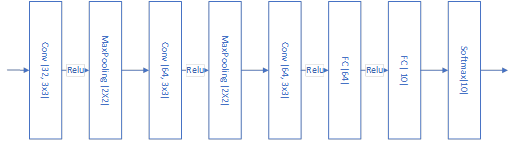 Conv |32, 3x3|
Relu
MaxPooling |2X2|
Conv |64, 3x3|
Relu
MaxPooling |2X2|
Conv |64, 3x3|
Relu
FC |64|
Relu
FC | 10|
Softmax|10|